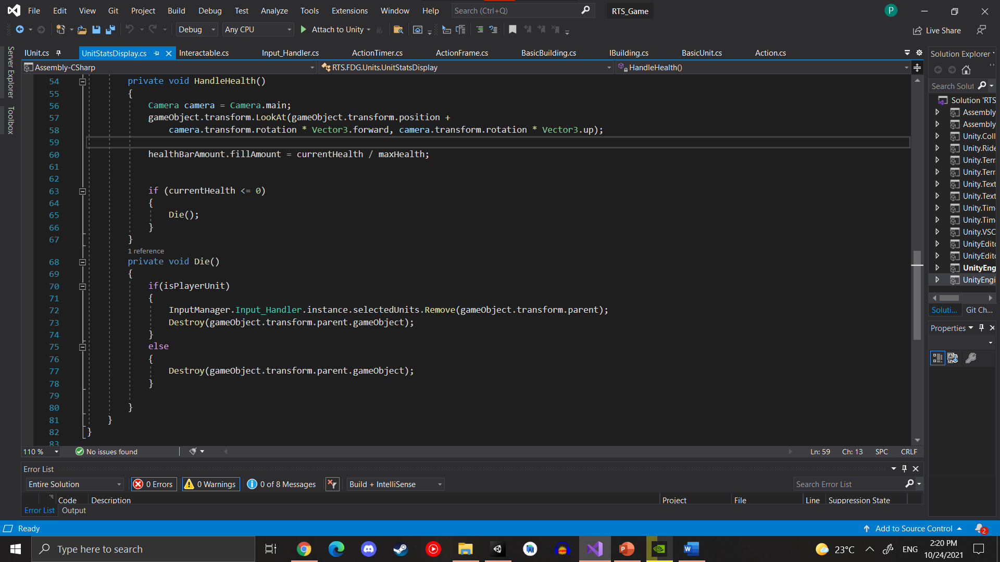 File Edit View Git Project Build Debug Test Analyze Tools Extensions Window Help Search (Ctrl+Q) RTS_Game P
Debug Any CPU Attach to Unity Live Share
IUnit.cs UnitStatsDisplay.cs Interactable.cs Input_Handler.cs ActionTimer.cs ActionFrame.cs BasicBuilding.cs IBuilding.cs BasicUnit.cs Action.cs
Assembly-CSharp RTS.FDG.Units.UnitStatsDisplay HandleHealth()
Server Explorer
Toolbox
54 private void HandleHealth()
55 {
56 Camera camera = Camera.main;
57 gameObject.transform.LookAt(gameObject.transform.position +
58 camera.transform.rotation * Vector3.forward, camera.transform.rotation * Vector3.up);
59
60 healthBarAmount.fillAmount = currentHealth / maxHealth;
61
62
63 if (currentHealth <= 0)
64 {
65 Die();
66 }
67 }
1 reference
68 private void Die()
69 {
70 if(isPlayerUnit)
71 {
72 InputManager.Input_Handler.instance.selectedUnits.Remove(gameObject.transform.parent);
73 Destroy(gameObject.transform.parent.gameObject);
74 }
75 else
76 {
77 Destroy(gameObject.transform.parent.gameObject);
78 }
79
80 }
81 }
82 }
83
110 % No issues found Ln: 59 Ch: 13 SPC CRLF
Solution Explorer
Search Solut
Solution 'RTS
Assembly
Assembly
Unity.Coll
Unity.Ride
Unity.Terr
Unity.Terr
Unity.Text
Unity.Text
Unity.Tim
Unity.Tim
Unity.VSC
UnityEdito
UnityEdito
UnityEng
UnityEngi
Soluti... Git Ch...
Properties
Error List
Entire Solution 0 Errors 0 Warnings 0 of 8 Messages Build + IntelliSense Search Error List
Code Description Project File Line Suppression State
Error List Output
Ready Add to Source Control 2
Type here to search 23°C ENG 2:20 PM
10/24/2021